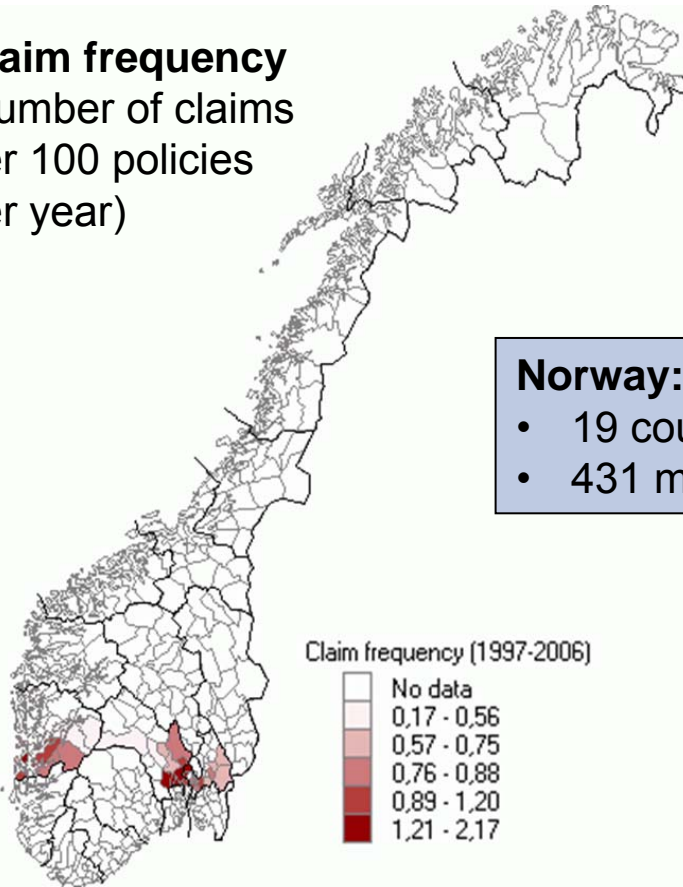 aim frequency
umber of claims
er 100 policies
er year)
Norway:
• 19 cou
• 431 m
Claim frequency (1997-2006)
No data
0,17 - 0,56
0,57 - 0,75
0,76 - 0,88
0,89 - 1,20
1,21 - 2,17